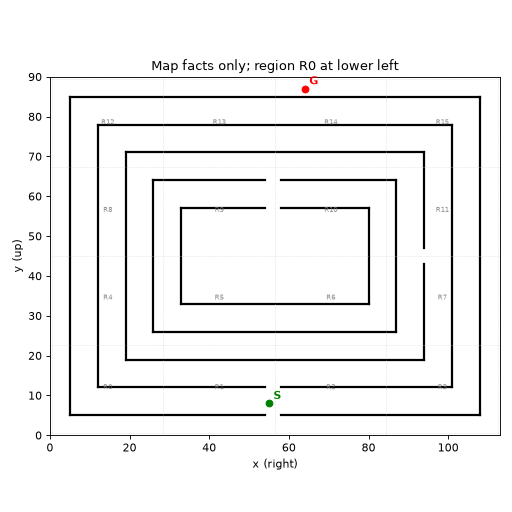 Map facts only; region R0 at lower left
G
R12 R13 R14 R15
R8 R9 R10 R11
R4 R5 R6 R7
R0 R1 R2 R3
S
90
80
70
60
50
40
30
20
10
0
y (up)
0 20 40 60 80 100
x (right)